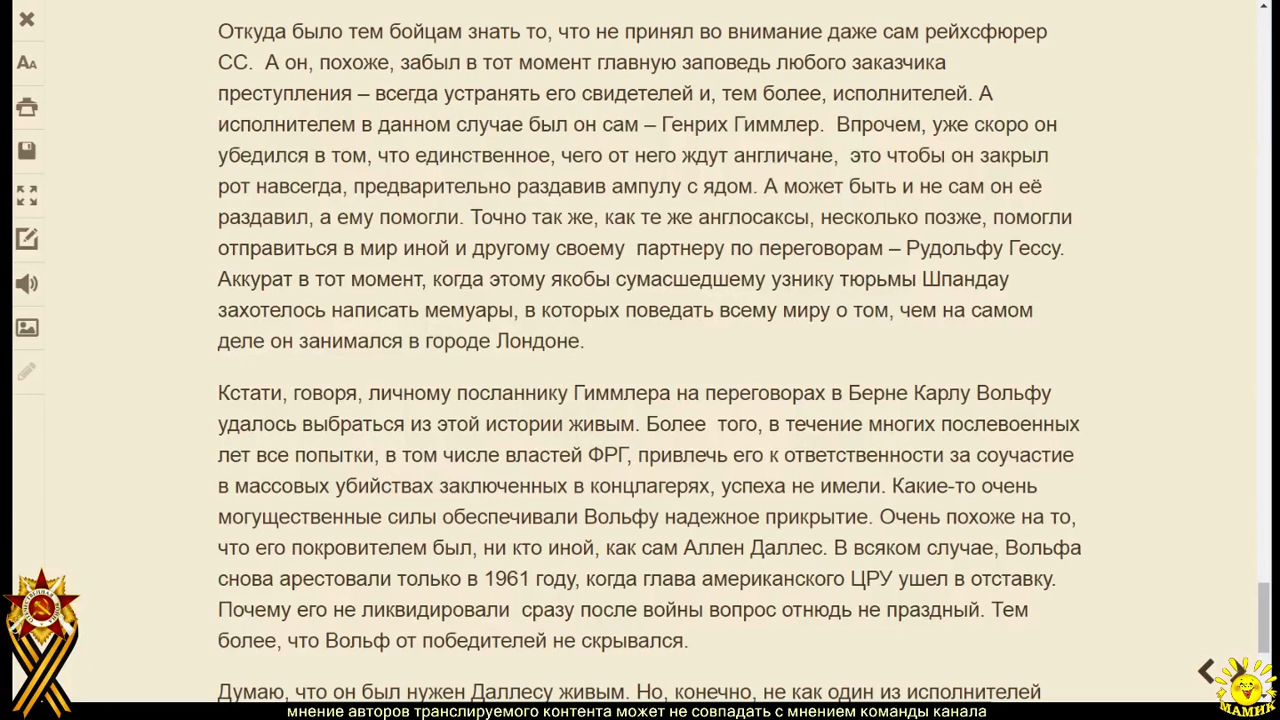 Откуда было тем бойцам знать то, что не принял во внимание даже сам рейхсфюрер
СС.  А он, похоже, забыл в тот момент главную заповедь любого заказчика
преступления – всегда устранять его свидетелей и, тем более, исполнителей. А
исполнителем в данном случае был он сам – Генрих Гиммлер.  Впрочем, уже скоро он
убедился в том, что единственное, чего от него ждут англичане,  это чтобы он закрыл
рот навсегда, предварительно раздавив ампулу с ядом. А может быть и не сам он её
раздавил, а ему помогли. Точно так же, как те же англосаксы, несколько позже, помогли
отправиться в мир иной и другому своему  партнеру по переговорам – Рудольфу Гессу.
Аккурат в тот момент, когда этому якобы сумасшедшему узнику тюрьмы Шпандау
захотелось написать мемуары, в которых поведать всему миру о том, чем на самом
деле он занимался в городе Лондоне.
Кстати, говоря, личному посланнику Гиммлера на переговорах в Берне Карлу Вольфу
удалось выбраться из этой истории живым. Более  того, в течение многих послевоенных
лет все попытки, в том числе властей ФРГ, привлечь его к ответственности за соучастие
в массовых убийствах заключенных в концлагерях, успеха не имели. Какие-то очень
могущественные силы обеспечивали Вольфу надежное прикрытие. Очень похоже на то,
что его покровителем был, ни кто иной, как сам Аллен Даллес. В всяком случае, Вольфа
снова арестовали только в 1961 году, когда глава американского ЦРУ ушел в отставку.
Почему его не ликвидировали  сразу после войны вопрос отнюдь не праздный. Тем
более, что Вольф от победителей не скрывался.
Думаю, что он был нужен Даллесу живым. Но, конечно, не как один из исполнителей
мнение авторов транслируемого контента может не совпадать с мнением команды канала
МАМИК